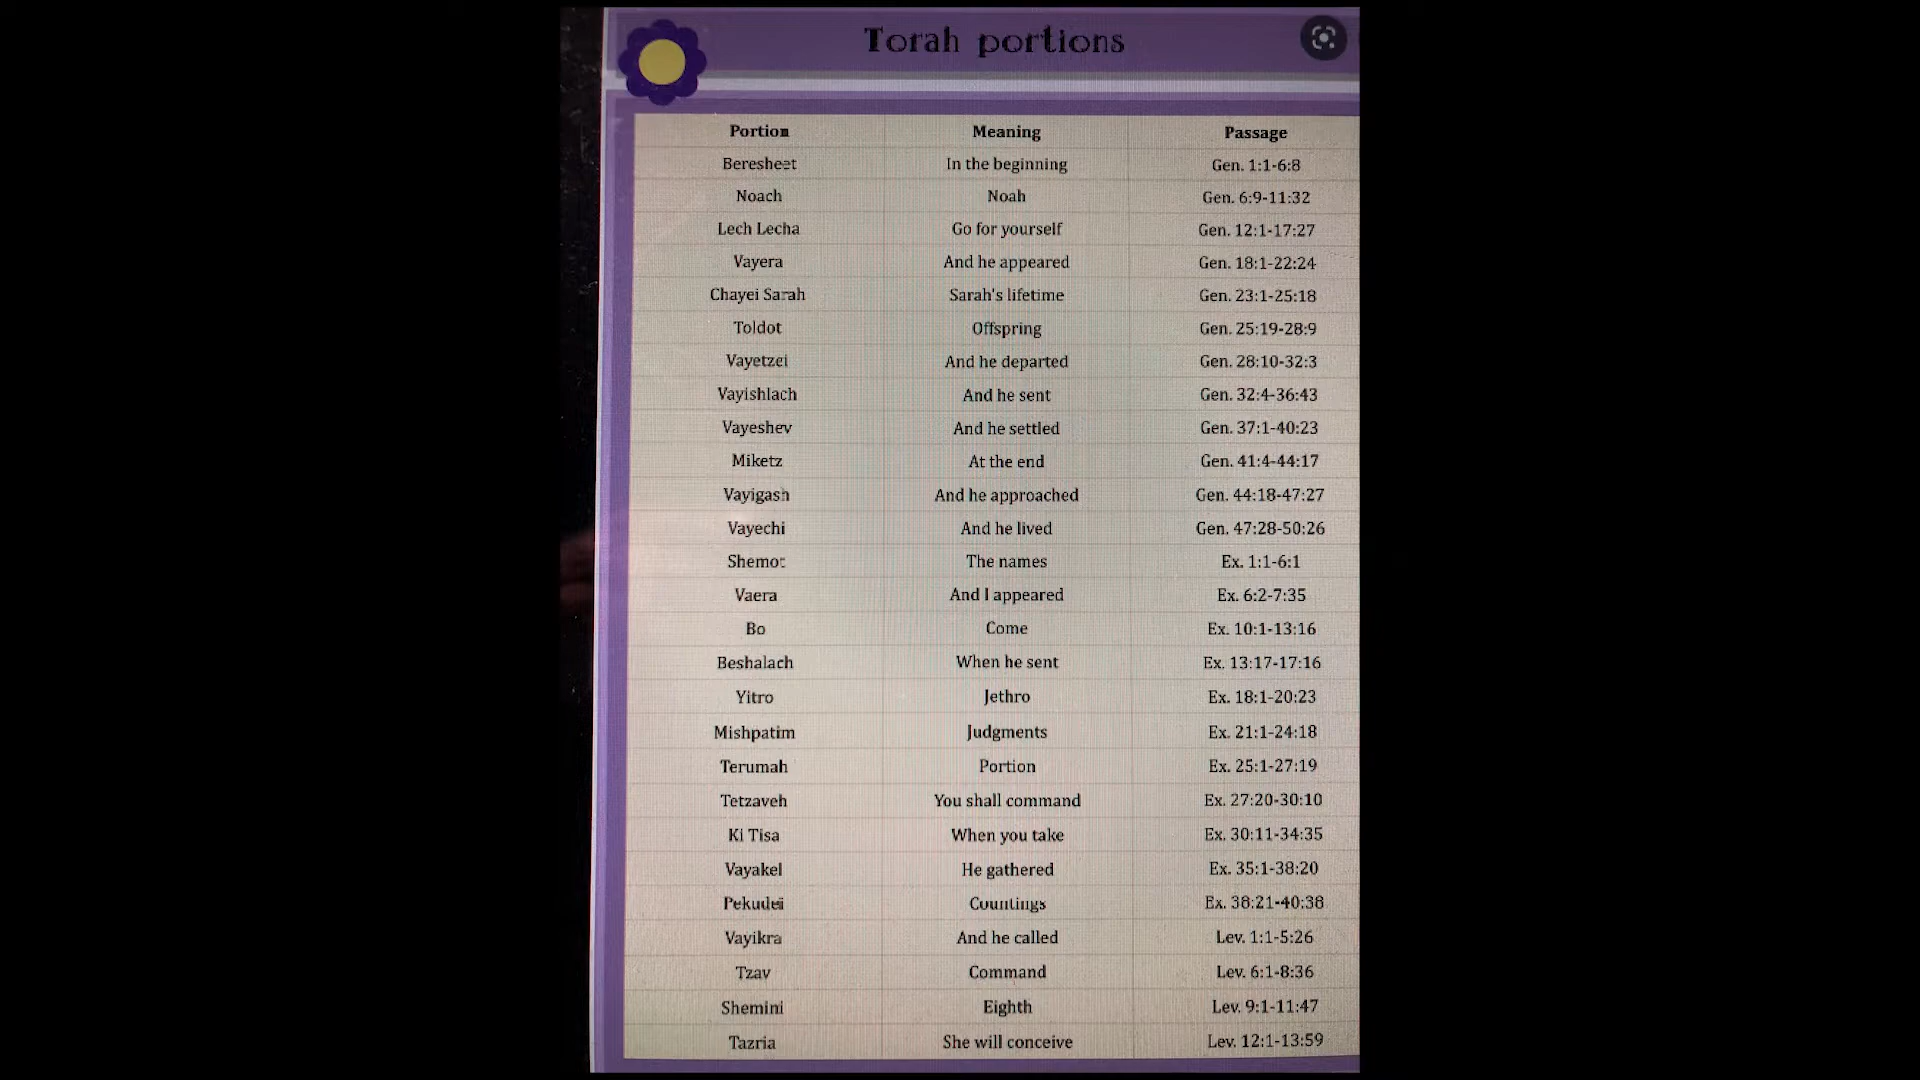 Torah portions
Portion Meaning Passage
Beresheet In the beginning Gen. 1:1-6:8
Noach Noah Gen. 6:9-11:32
Lech Lecha Go for yourself Gen. 12:1-17:27
Vayera And he appeared Gen. 18:1-22:24
Chayei Sarah Sarah's lifetime Gen. 23:1-25:18
Toldot Offspring Gen. 25:19-28:9
Vayetzei And he departed Gen. 28:10-32:3
Vayishlach And he sent Gen. 32:4-36:43
Vayeshev And he settled Gen. 37:1-40:23
Miketz At the end Gen. 41:4-44:17
Vayigash And he approached Gen. 44:18-47:27
Vayechi And he lived Gen. 47:28-50:26
Shemot The names Ex. 1:1-6:1
Vaera And I appeared Ex. 6:2-7:35
Bo Come Ex. 10:1-13:16
Beshalach When he sent Ex. 13:17-17:16
Yitro Jethro Ex. 18:1-20:23
Mishpatim Judgments Ex. 21:1-24:18
Terumah Portion Ex. 25:1-27:19
Tetzaveh You shall command Ex. 27:20-30:10
Ki Tisa When you take Ex. 30:11-34:35
Vayakel He gathered Ex. 35:1-38:20
Pekudei Countings Ex. 38:21-40:38
Vayikra And he called Lev. 1:1-5:26
Tzav Command Lev. 6:1-8:36
Shemini Eighth Lev. 9:1-11:47
Tazria She will conceive Lev. 12:1-13:59